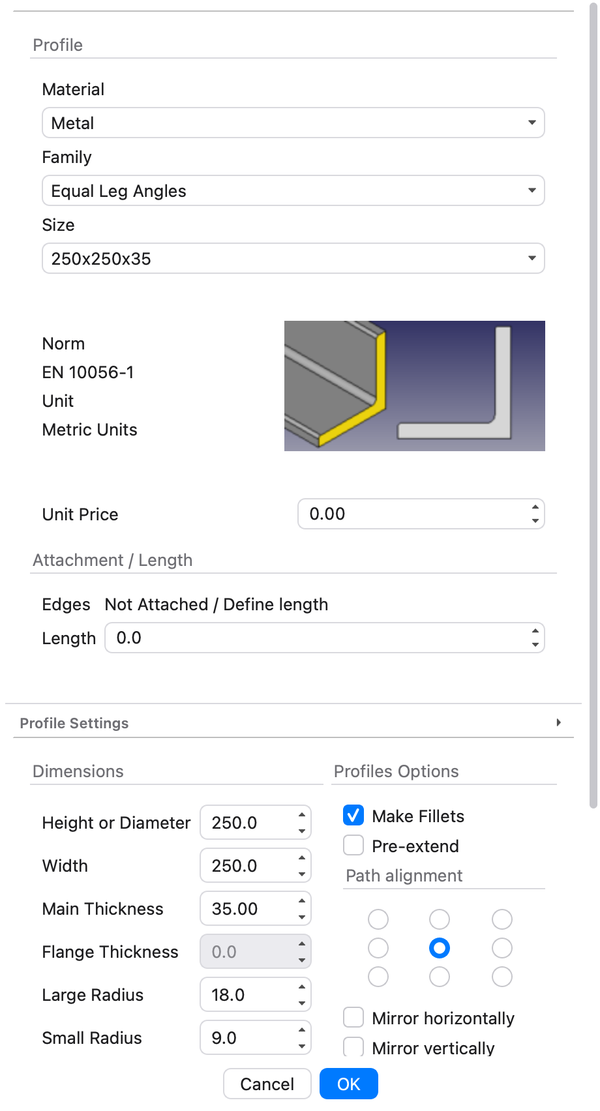 Profile
Material
Metal
Family
Equal Leg Angles
Size
250x250x35
Norm
EN 10056-1
Unit
Metric Units
Unit Price 0.00
Attachment / Length
Edges Not Attached / Define length
Length 0.0
Profile Settings
Dimensions
Height or Diameter 250.0
Width 250.0
Main Thickness 35.00
Flange Thickness 0.0
Large Radius 18.0
Small Radius 9.0
Profiles Options
Make Fillets
Pre-extend
Path alignment
Mirror horizontally
Mirror vertically
Cancel OK